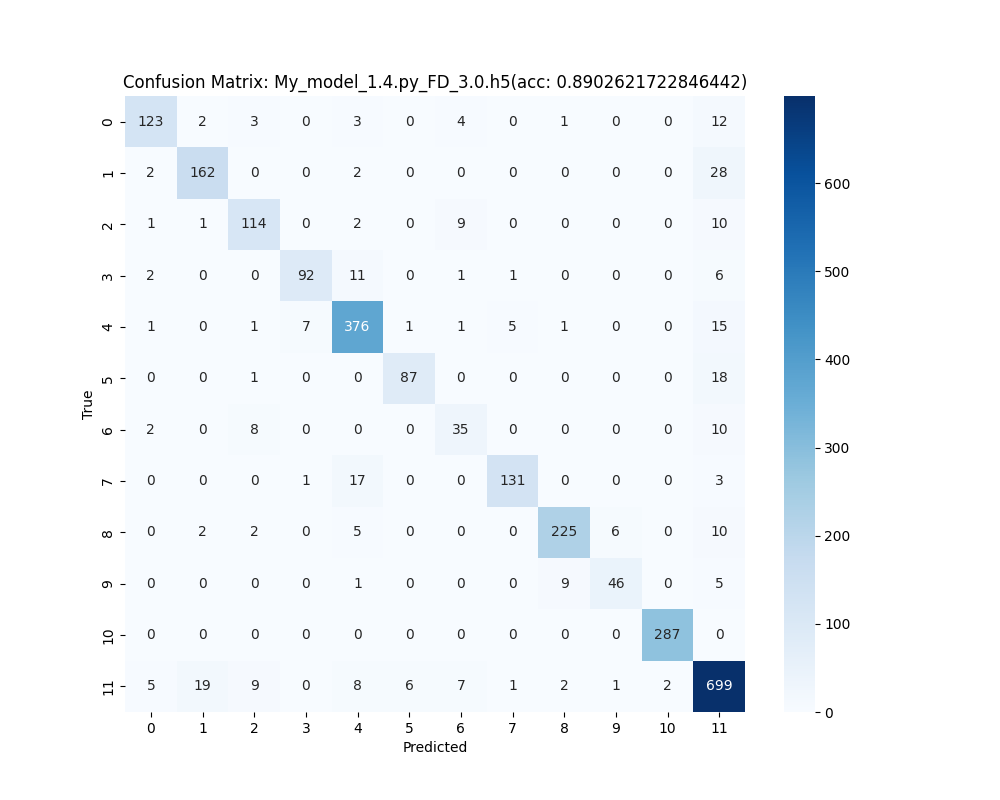 Confusion Matrix: My_model_1.4.py_FD_3.0.h5(acc: 0.8902621722846442)
0 123 2 3 0 3 0 4 0 1 0 0 12
1 2 162 0 0 2 0 0 0 0 0 0 28
2 1 1 114 0 2 0 9 0 0 0 0 10
3 2 0 0 92 11 0 1 1 0 0 0 6
4 1 0 1 7 376 1 1 5 1 0 0 15
5 0 0 1 0 0 87 0 0 0 0 0 18
6 2 0 8 0 0 0 35 0 0 0 0 10
7 0 0 0 1 17 0 0 131 0 0 0 3
8 0 2 2 0 5 0 0 0 225 6 0 10
9 0 0 0 0 1 0 0 0 9 46 0 5
10 0 0 0 0 0 0 0 0 0 0 287 0
11 5 19 9 0 8 6 7 1 2 1 2 699
0 1 2 3 4 5 6 7 8 9 10 11
Predicted
True
600
500
400
300
200
100
0